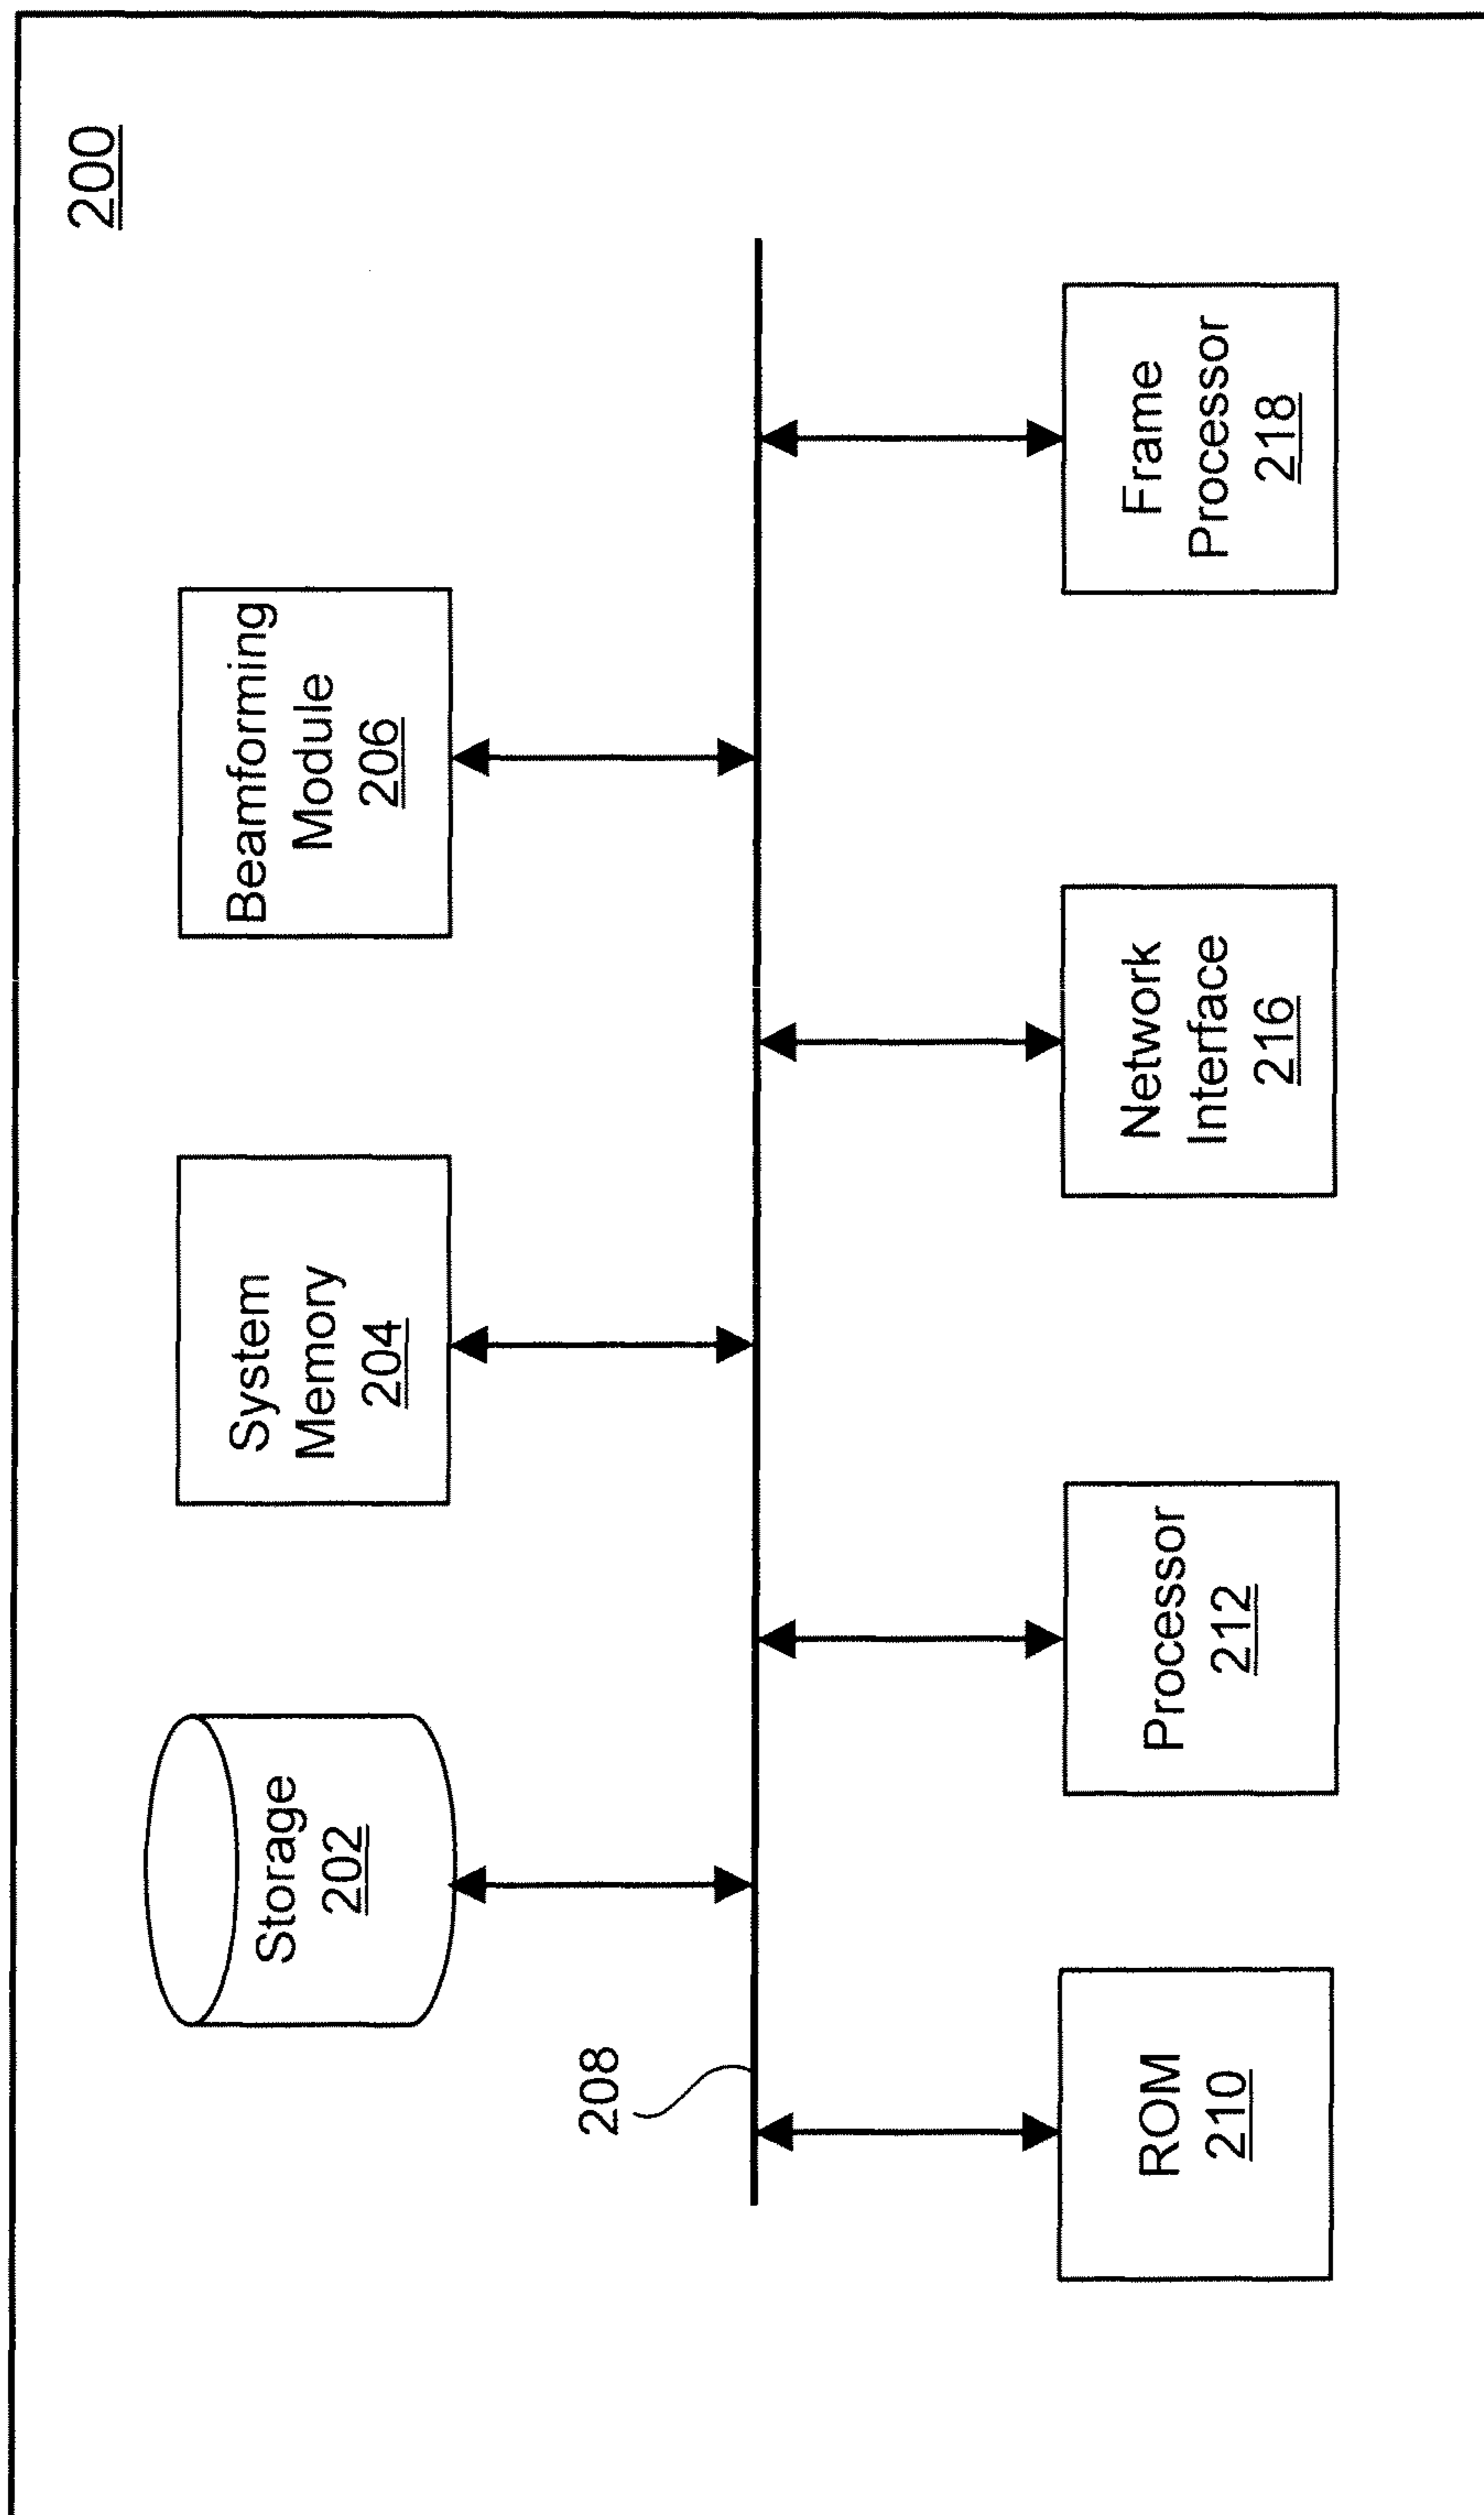 200
Storage
202
System
Memory
204
Beamforming
Module
206
208
ROM
210
Processor
212
Network
Interface
216
Frame
Processor
218